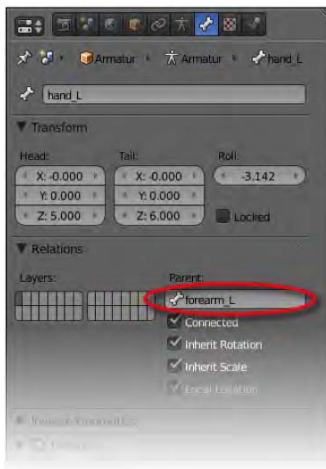 Armatur Armatur hand_L
hand_L
Transform
Head: Tail: Roll:
X: -0.000 X: -0.000 -3.142
Y: 0.000 Y: 0.000
Z: 5.000 Z: 6.000 Locked
Relations
Layers: Parent:
forearm_L
Connected
Inherit Rotation
Inherit Scale
Local Location